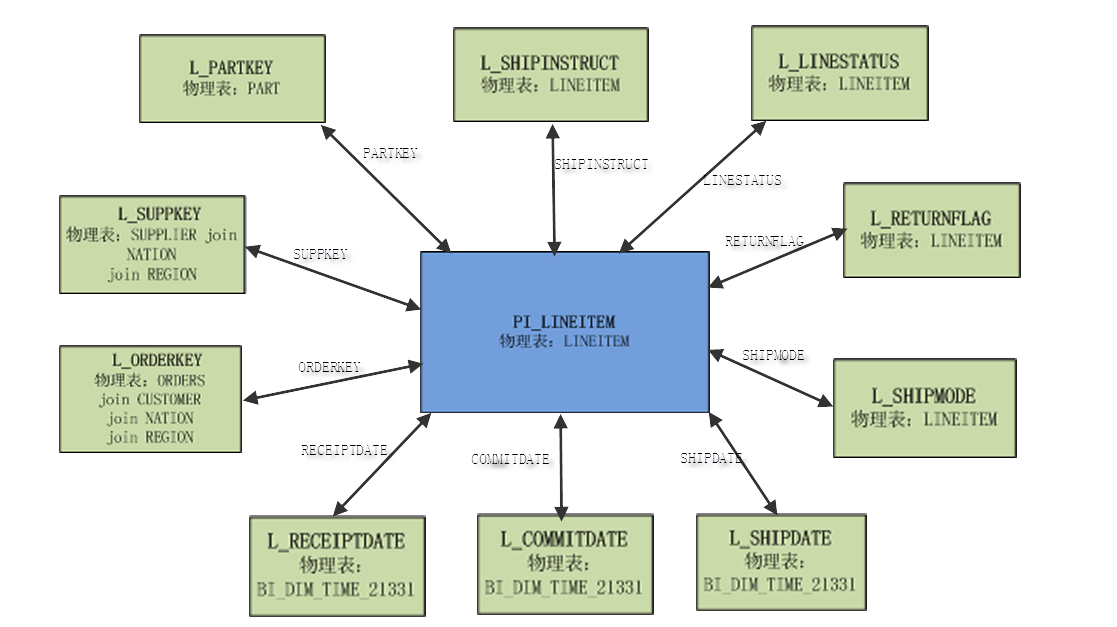 L_PARTKEY
物理表：PART
L_SHIPINSTRUCT
物理表：LINEITEM
L_LINESTATUS
物理表：LINEITEM
PARTKEY
SHIPINSTRUCT
LINESTATUS
L_SUPPKEY
物理表：SUPPLIER join
NATION
join REGION
SUPPKEY
RETURNFLAG
L_RETURNFLAG
物理表：LINEITEM
PI_LINEITEM
物理表：LINEITEM
L_ORDERKEY
物理表：ORDERS
join CUSTOMER
join NATION
join REGION
ORDERKEY
SHIPMODE
L_SHIPMODE
物理表：LINEITEM
RECEIPTDATE
COMMITDATE
SHIPDATE
L_RECEIPTDATE
物理表：
BI_DIM_TIME_21331
L_COMMITDATE
物理表：
BI_DIM_TIME_21331
L_SHIPDATE
物理表：
BI_DIM_TIME_21331